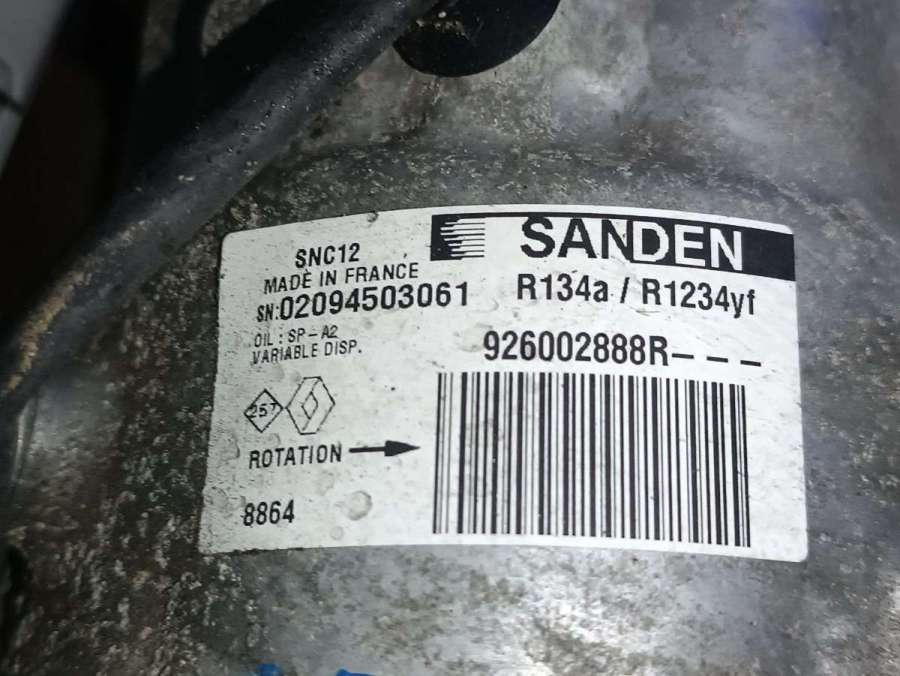 SNC12
MADE IN FRANCE
SN:02094503061
OIL : SP-A2
VARIABLE DISP.
SANDEN
R134a / R1234yf
926002888R---
257
ROTATION
8864